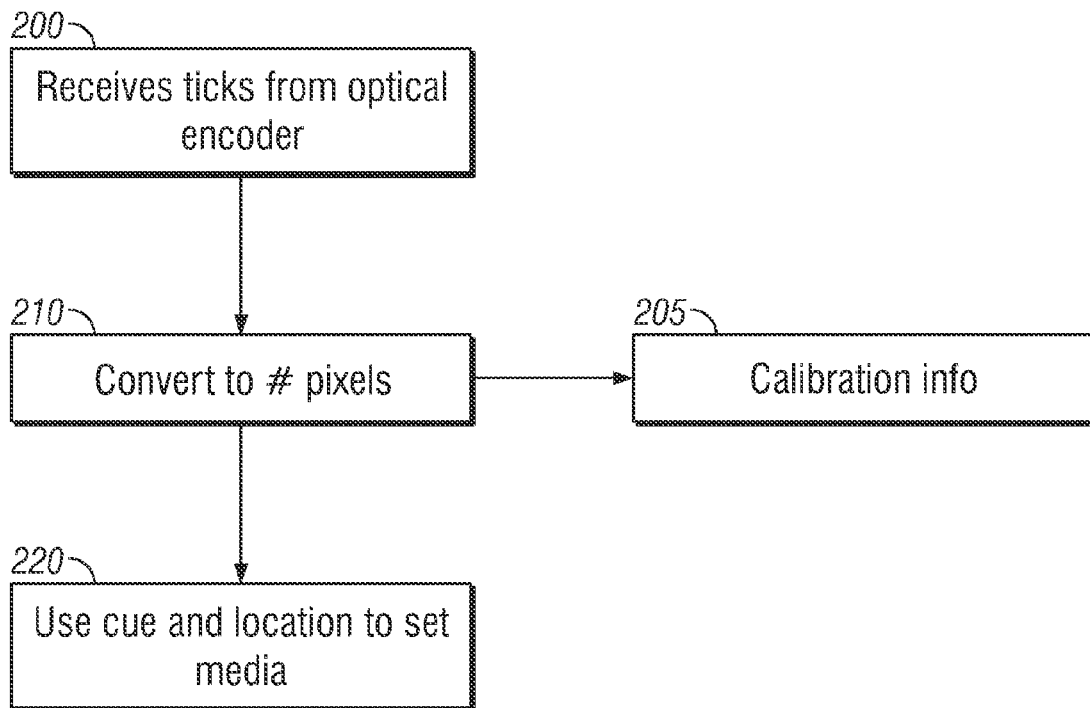 200
Receives ticks from optical
encoder
210
Convert to # pixels
205
Calibration info
220
Use cue and location to set
media